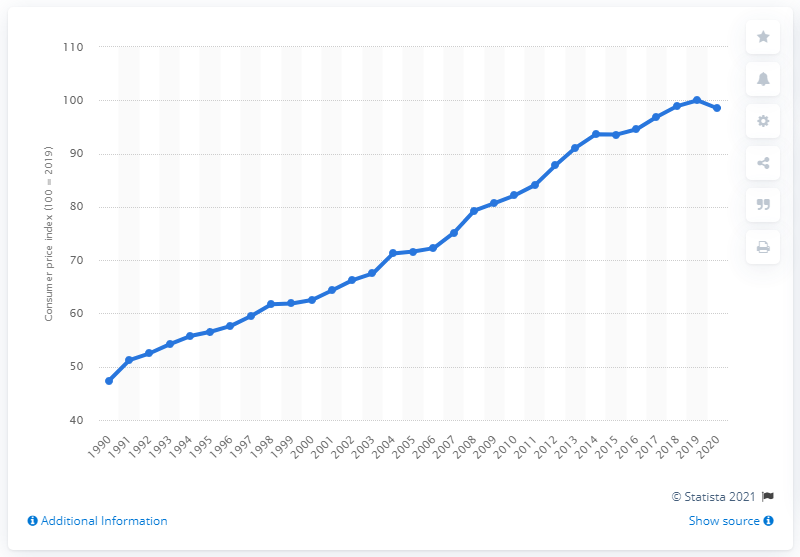 110
100
90
80
70
60
50
40
Consumer price index (100 = 2019)
1990 1991 1992 1993 1994 1995 1996 1997 1998 1999 2000 2001 2002 2003 2004 2005 2006 2007 2008 2009 2010 2011 2012 2013 2014 2015 2016 2017 2018 2019 2020
© Statista 2021
Additional Information
Show source